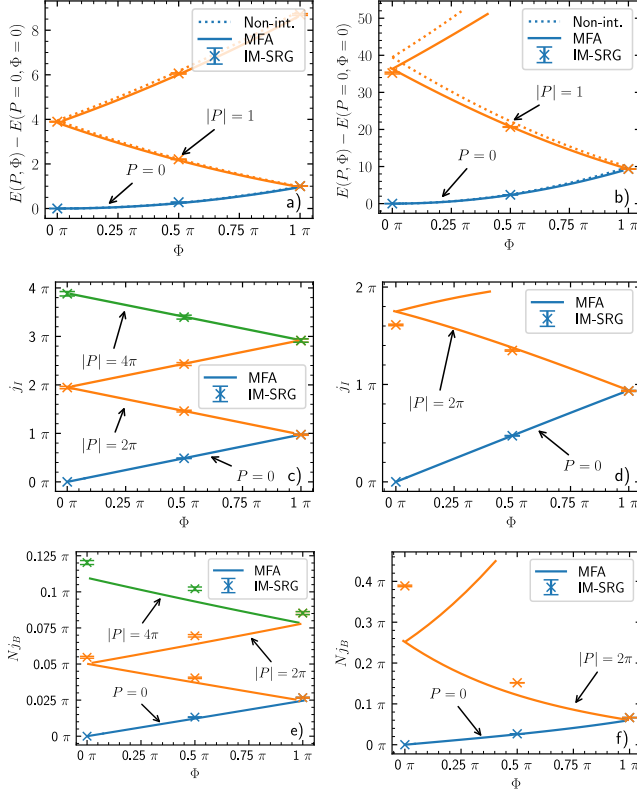 E(P, Φ) − E(P = 0, Φ = 0)
8
6
4
2
0
Non-int.
MFA
IM-SRG
|P| = 1
P = 0
a)
0 π 0.25 π 0.5 π 0.75 π 1 π
Φ
E(P, Φ) − E(P = 0, Φ = 0)
50
40
30
20
10
0
Non-int.
MFA
IM-SRG
|P| = 1
P = 0
b)
0 π 0.25 π 0.5 π 0.75 π 1 π
Φ
j_I
4 π
3 π
2 π
1 π
0 π
|P| = 4π
MFA
IM-SRG
|P| = 2π
P = 0
c)
0 π 0.25 π 0.5 π 0.75 π 1 π
Φ
j_I
2 π
1 π
0 π
MFA
IM-SRG
|P| = 2π
P = 0
d)
0 π 0.25 π 0.5 π 0.75 π 1 π
Φ
Nj_B
0.125 π
0.1 π
0.075 π
0.05 π
0.025 π
0 π
MFA
IM-SRG
|P| = 4π
|P| = 2π
P = 0
e)
0 π 0.25 π 0.5 π 0.75 π 1 π
Φ
Nj_B
0.4 π
0.3 π
0.2 π
0.1 π
0 π
MFA
IM-SRG
|P| = 2π
P = 0
f)
0 π 0.25 π 0.5 π 0.75 π 1 π
Φ